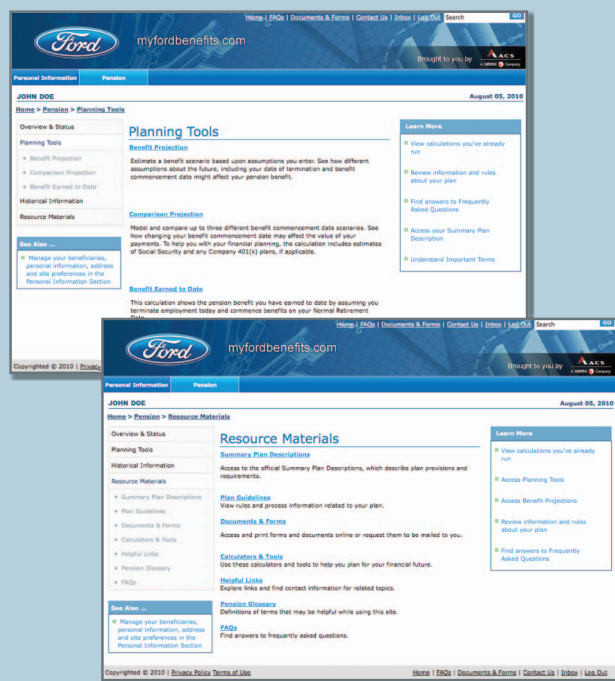 Home | FAQs | Documents & Forms | Contact Us | Inbox | Log Out Search GO
Ford
myfordbenefits.com
Brought to you by ACS
A XEROX Company
Personal Information Pension
JOHN DOE August 05, 2010
Home > Pension > Planning Tools
Overview & Status
Planning Tools
Benefit Projection
Comparison Projection
Benefit Earned to Date
Historical Information
Resource Materials
See Also ...
Manage your beneficiaries,
personal information, address
and site preferences in the
Personal Information Section
Planning Tools
Benefit Projection
Estimate a benefit scenario based upon assumptions you enter. See how different
assumptions about the future, including your date of termination and benefit
commencement date might affect your pension benefit.
Comparison Projection
Model and compare up to three different benefit commencement date scenarios. See
how changing your benefit commencement date may affect the value of your
payments. To help you with your financial planning, the calculation includes estimates
of Social Security and any Company 401(k) plans, if applicable.
Benefit Earned to Date
This calculation shows the pension benefit you have earned to date by assuming you
terminate employment today and commence benefits on your Normal Retirement
Date
Learn More
View calculations you've already
run
Review information and rules
about your plan
Find answers to Frequently
Asked Questions
Access your Summary Plan
Description
Understand Important Terms
Copyrighted © 2010 | Privacy
Home | FAQs | Documents & Forms | Contact Us | Inbox | Log Out Search GO
Ford
myfordbenefits.com
Brought to you by ACS
A XEROX Company
Personal Information Pension
JOHN DOE August 05, 2010
Home > Pension > Resource Materials
Overview & Status
Planning Tools
Historical Information
Resource Materials
Summary Plan Descriptions
Plan Guidelines
Documents & Forms
Calculators & Tools
Helpful Links
Pension Glossary
FAQs
See Also ...
Manage your beneficiaries,
personal information, address
and site preferences in the
Personal Information Section
Resource Materials
Summary Plan Descriptions
Access to the official Summary Plan Descriptions, which describe plan provisions and
requirements.
Plan Guidelines
View rules and process information related to your plan.
Documents & Forms
Access and print forms and documents online or request them to be mailed to you.
Calculators & Tools
Use these calculators and tools to help you plan for your financial future.
Helpful Links
Explore links and find contact information for related topics.
Pension Glossary
Definitions of terms that may be helpful while using this site.
FAQs
Find answers to frequently asked questions.
Learn More
View calculations you've already
run
Access Planning Tools
Access Benefit Projections
Review information and rules
about your plan
Find answers to Frequently
Asked Questions
Copyrighted © 2010 | Privacy Policy Terms of Use Home | FAQs | Documents & Forms | Contact Us | Inbox | Log Out